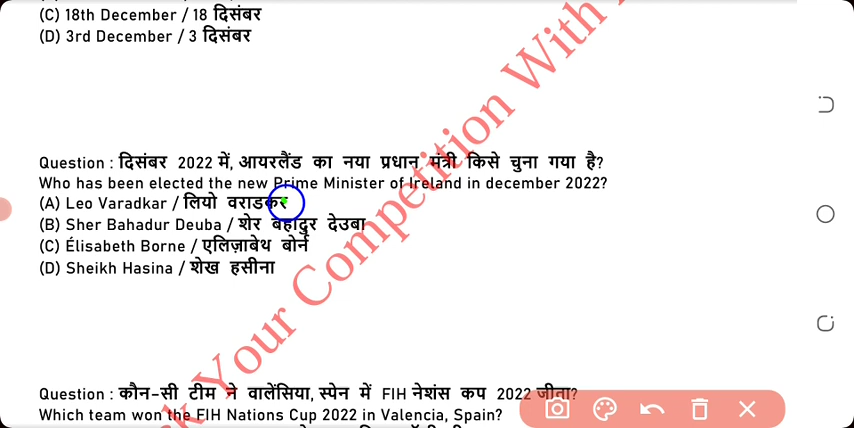 (C) 18th December / 18 दिसंबर
(D) 3rd December / 3 दिसंबर
Question : दिसंबर 2022 में, आयरलैंड का नया प्रधान मंत्री किसे चुना गया है?
Who has been elected the new Prime Minister of Ireland in december 2022?
(A) Leo Varadkar / लियो वराडकर
(B) Sher Bahadur Deuba / शेर बहादुर देउबा
(C) Élisabeth Borne / एलिज़ाबेथ बोर्न
(D) Sheikh Hasina / शेख हसीना
Question : कौन-सी टीम ने वालेंसिया, स्पेन में FIH नेशंस कप 2022 जीता?
Which team won the FIH Nations Cup 2022 in Valencia, Spain?
Your Competition With